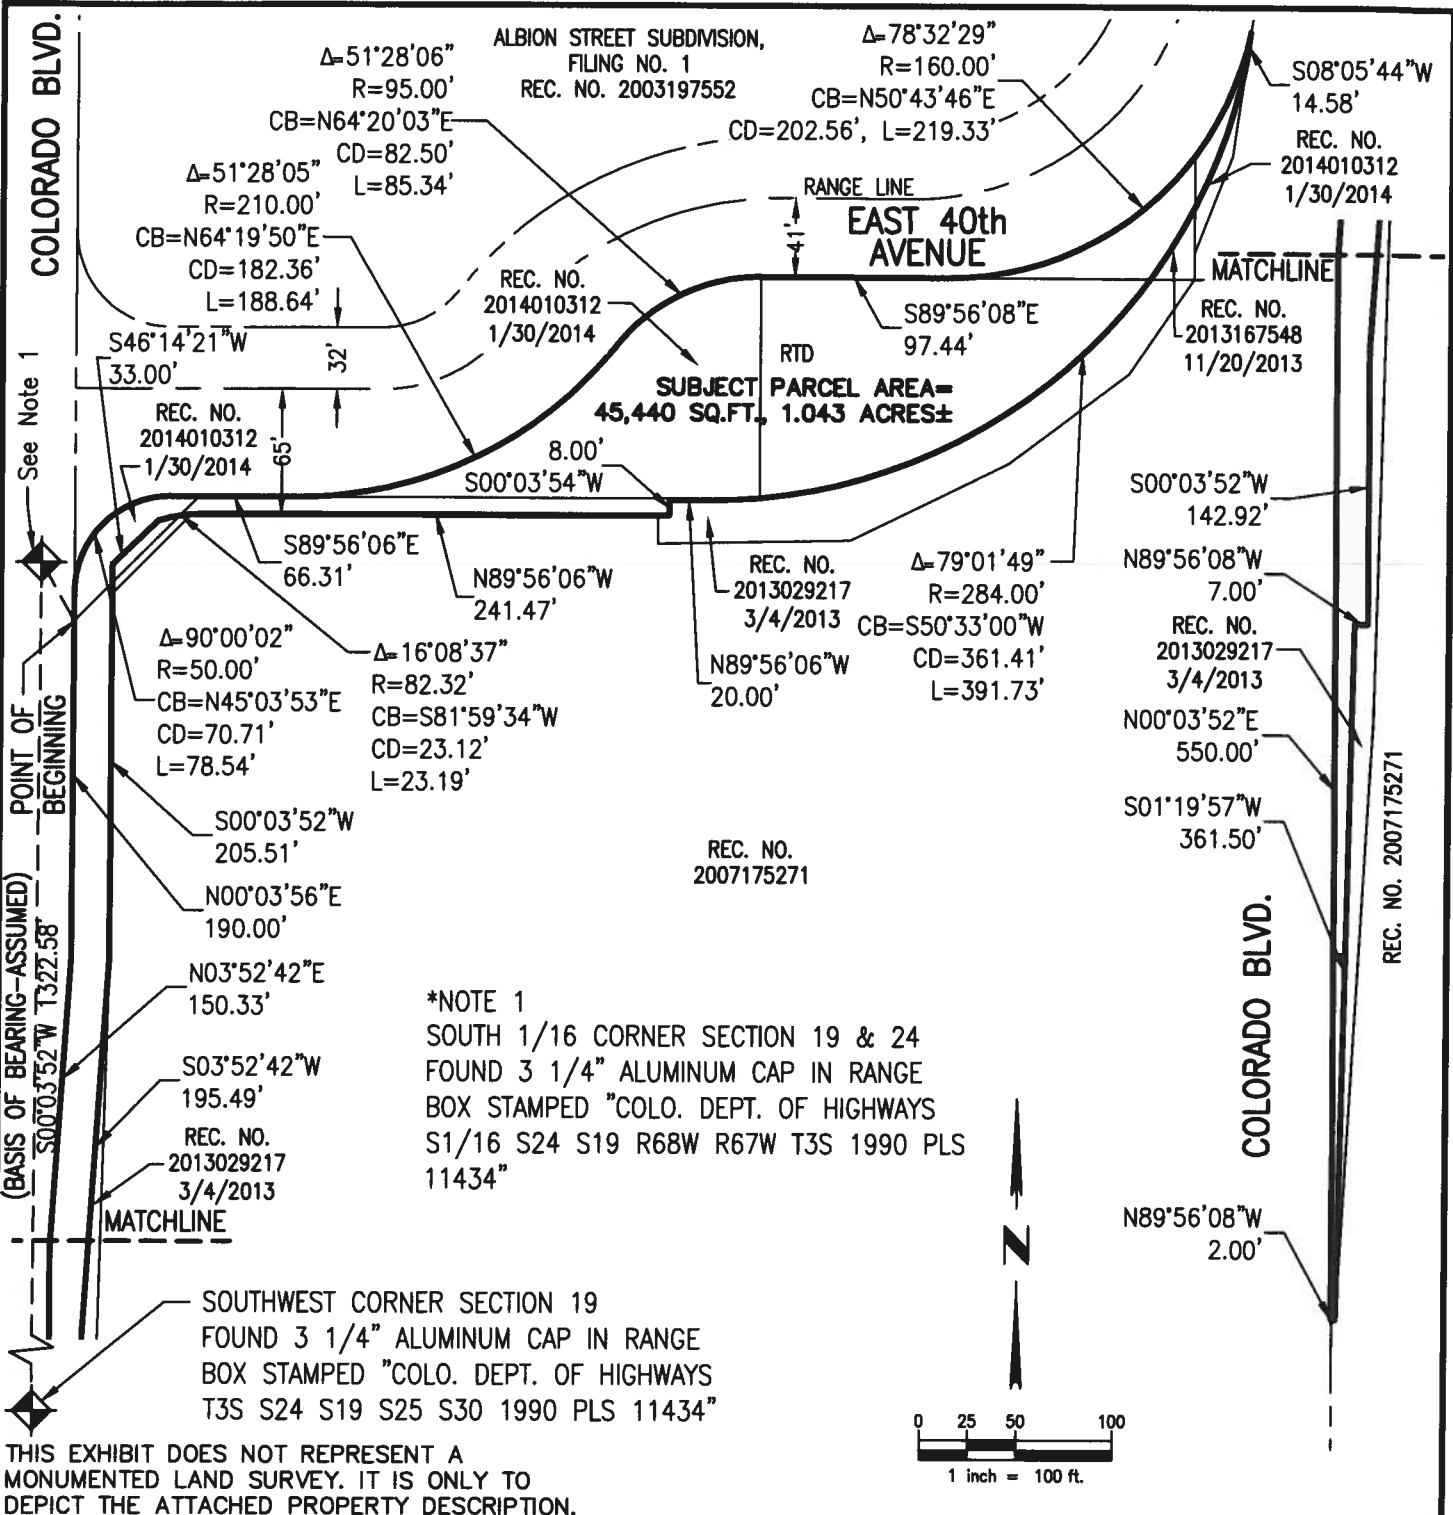 COLORADO BLVD.
Δ=51°28'06"
R=95.00'
CB=N64°20'03"E
CD=82.50'
L=85.34'
ALBION STREET SUBDIVISION,
FILING NO. 1
REC. NO. 2003197552
Δ=78°32'29"
R=160.00'
CB=N50°43'46"E
CD=202.56', L=219.33'
S08°05'44"W
14.58'
REC. NO.
2014010312
1/30/2014
Δ=51°28'05"
R=210.00'
CB=N64°19'50"E
CD=182.36'
L=188.64'
RANGE LINE
41'
EAST 40th
AVENUE
MATCHLINE
REC. NO.
2014010312
1/30/2014
S89°56'08"E
97.44'
REC. NO.
2013167548
11/20/2013
See Note 1
S46°14'21"W
33.00'
32'
RTD
SUBJECT PARCEL AREA=
45,440 SQ.FT., 1.043 ACRES±
REC. NO.
2014010312
1/30/2014
65'
8.00'
S00°03'54"W
S00°03'52"W
142.92'
S89°56'06"E
66.31'
N89°56'06"W
241.47'
REC. NO.
2013029217
3/4/2013
Δ=79°01'49"
R=284.00'
CB=S50°33'00"W
CD=361.41'
L=391.73'
N89°56'08"W
7.00'
REC. NO.
2013029217
3/4/2013
Δ=90°00'02"
R=50.00'
CB=N45°03'53"E
CD=70.71'
L=78.54'
Δ=16°08'37"
R=82.32'
CB=S81°59'34"W
CD=23.12'
L=23.19'
N89°56'06"W
20.00'
POINT OF
BEGINNING
N00°03'52"E
550.00'
S01°19'57"W
361.50'
REC. NO. 2007175271
S00°03'52"W
205.51'
REC. NO.
2007175271
N00°03'56"E
190.00'
(BASIS OF BEARING-ASSUMED)
S00°03'52"W 1322.58'
COLORADO BLVD.
N03°52'42"E
150.33'
*NOTE 1
SOUTH 1/16 CORNER SECTION 19 & 24
FOUND 3 1/4" ALUMINUM CAP IN RANGE
BOX STAMPED "COLO. DEPT. OF HIGHWAYS
S1/16 S24 S19 R68W R67W T3S 1990 PLS
11434"
S03°52'42"W
195.49'
REC. NO.
2013029217
3/4/2013
MATCHLINE
N
N89°56'08"W
2.00'
SOUTHWEST CORNER SECTION 19
FOUND 3 1/4" ALUMINUM CAP IN RANGE
BOX STAMPED "COLO. DEPT. OF HIGHWAYS
T3S S24 S19 S25 S30 1990 PLS 11434"
0 25 50 100
1 inch = 100 ft.
THIS EXHIBIT DOES NOT REPRESENT A
MONUMENTED LAND SURVEY. IT IS ONLY TO
DEPICT THE ATTACHED PROPERTY DESCRIPTION.